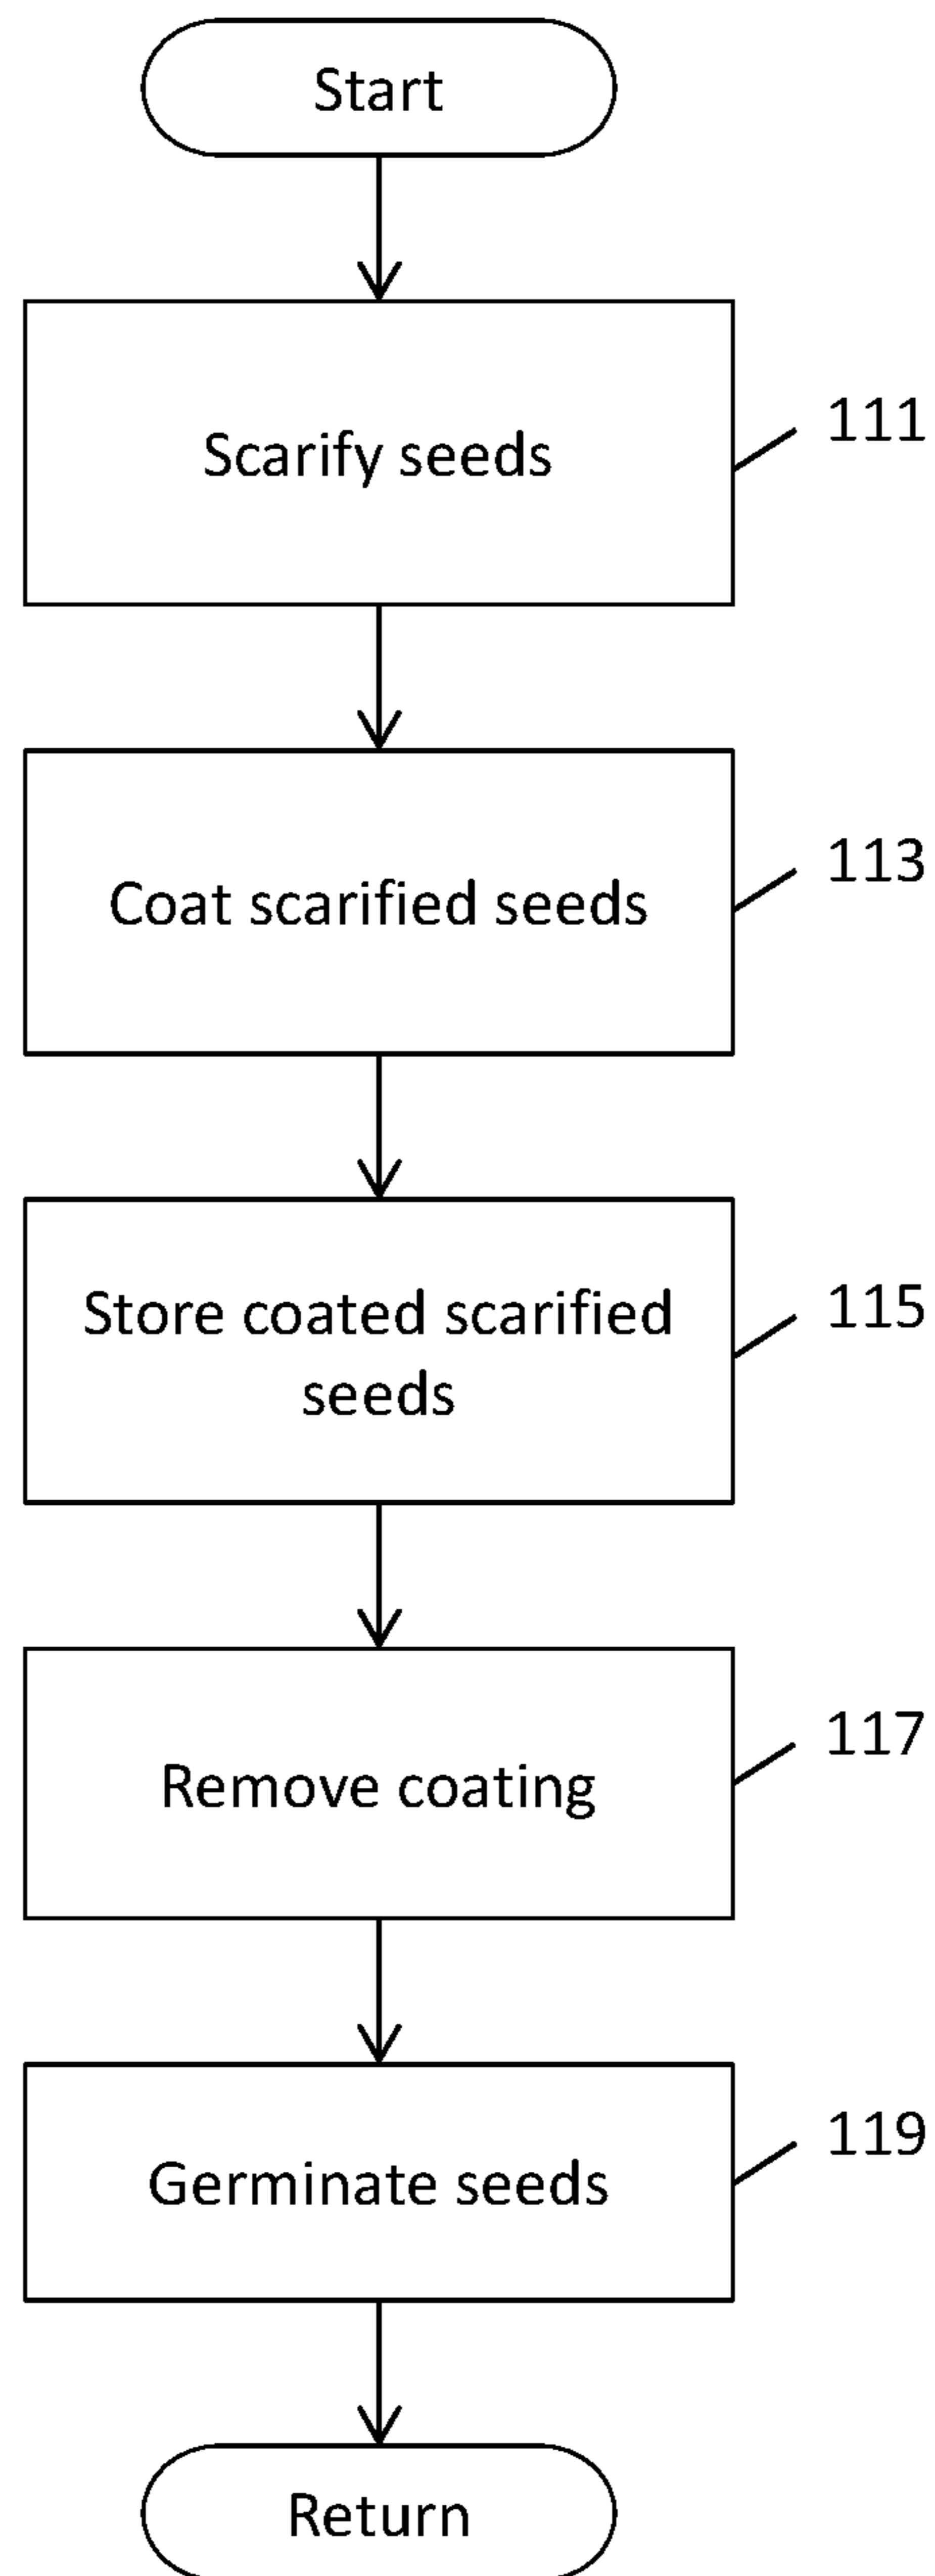 Start
Scarify seeds
111
Coat scarified seeds
113
Store coated scarified
seeds
115
Remove coating
117
Germinate seeds
119
Return